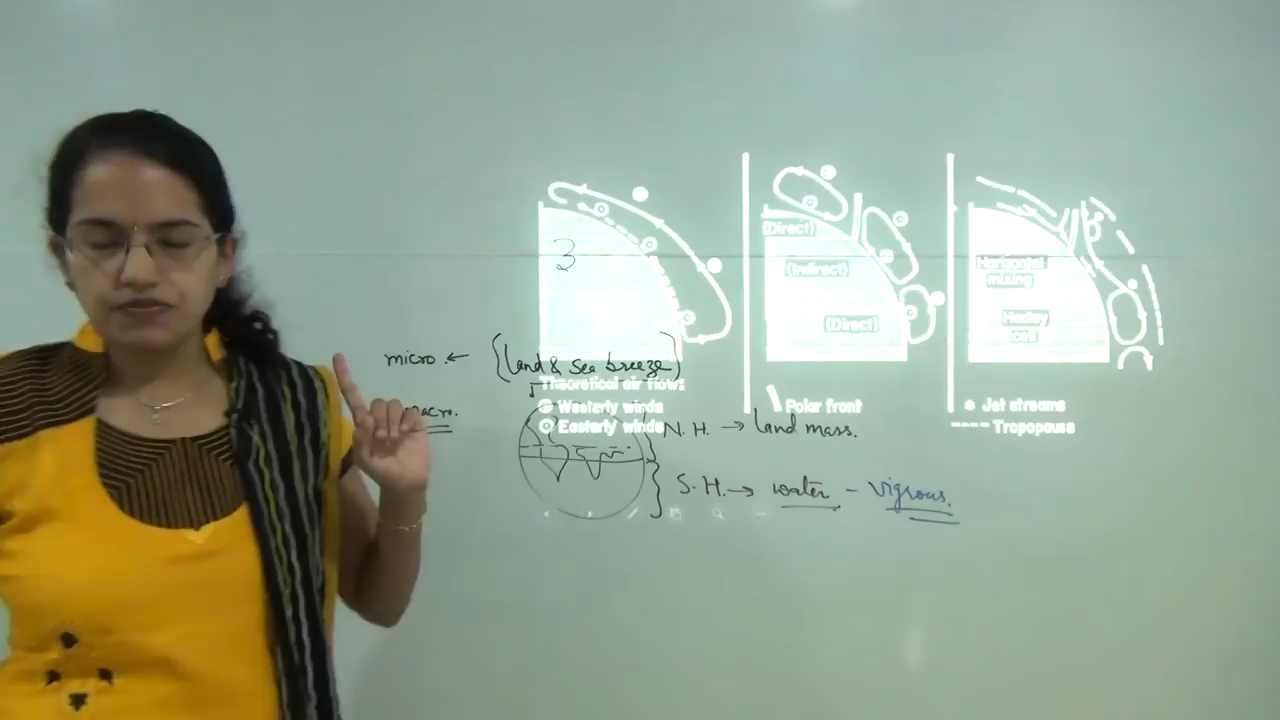 3
(Direct)
(Indirect)
(Direct)
Horizontal
mixing
Hadley
cell
micro ← {land & sea breeze}
Theoretical air flow:
Westerly winds
Easterly winds
Polar front
Jet streams
Tropopause
macro.
N.H. → land mass.
S.H. → water - vigrous.